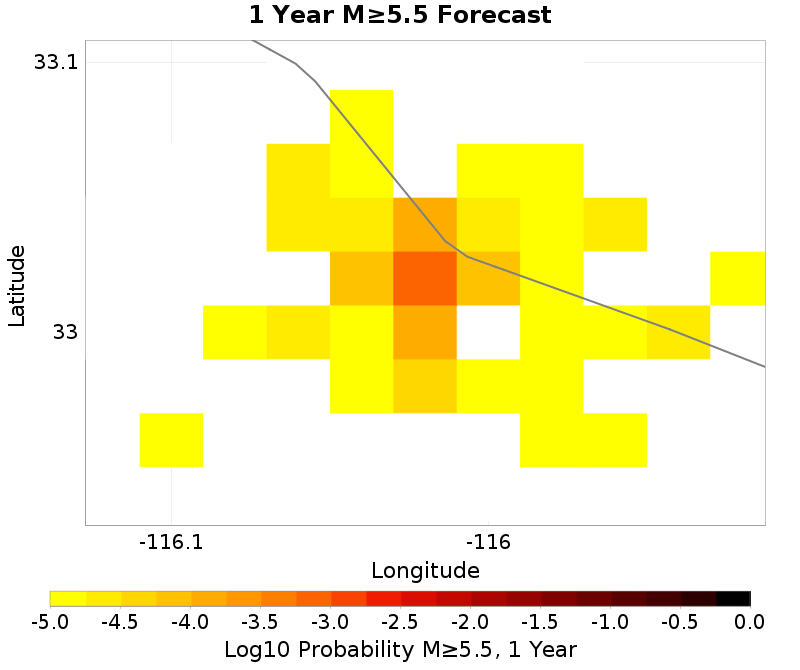 1 Year M≥5.5 Forecast
33.1
33
Latitude
-116.1 -116
Longitude
-5.0 -4.5 -4.0 -3.5 -3.0 -2.5 -2.0 -1.5 -1.0 -0.5 0.0
Log10 Probability M≥5.5, 1 Year